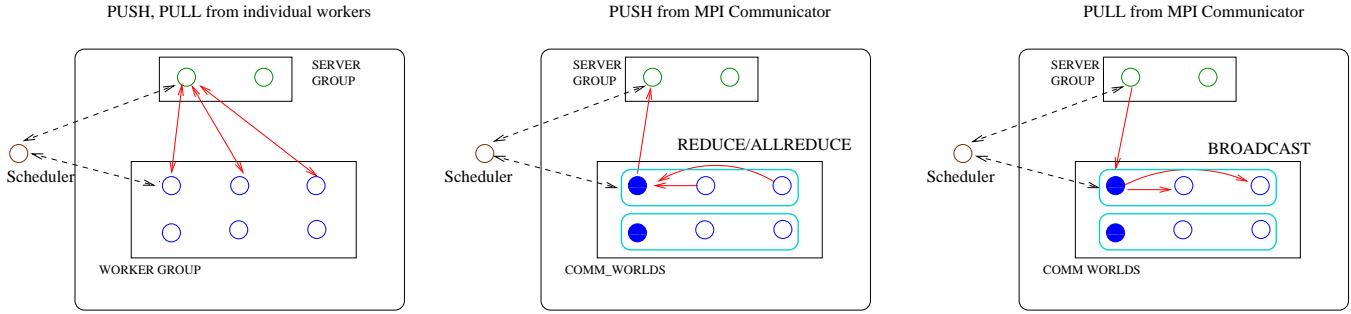 PUSH, PULL from individual workers
SERVER
GROUP
Scheduler
WORKER GROUP
PUSH from MPI Communicator
SERVER
GROUP
REDUCE/ALLREDUCE
Scheduler
COMM_WORLDS
PULL from MPI Communicator
SERVER
GROUP
BROADCAST
Scheduler
COMM WORLDS